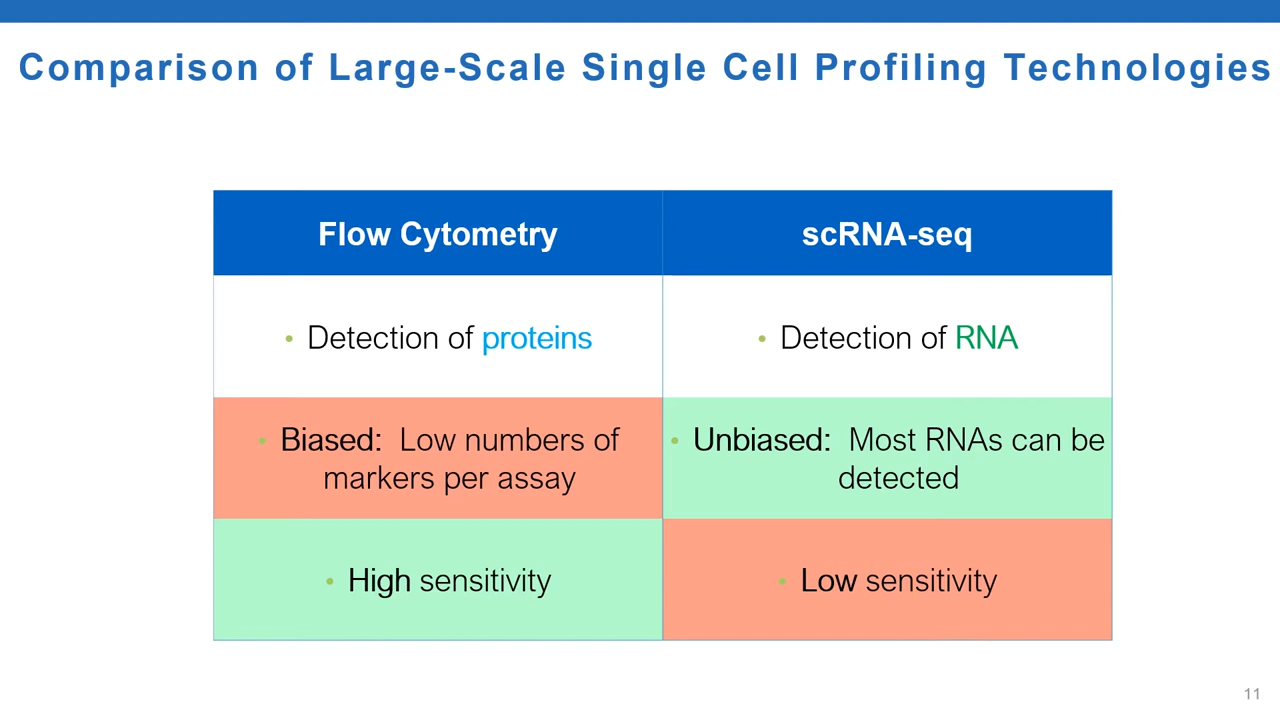 Comparison of Large-Scale Single Cell Profiling Technologies
Flow Cytometry
scRNA-seq
• Detection of proteins
• Detection of RNA
• Biased:  Low numbers of
markers per assay
• Unbiased:  Most RNAs can be
detected
• High sensitivity
• Low sensitivity
11